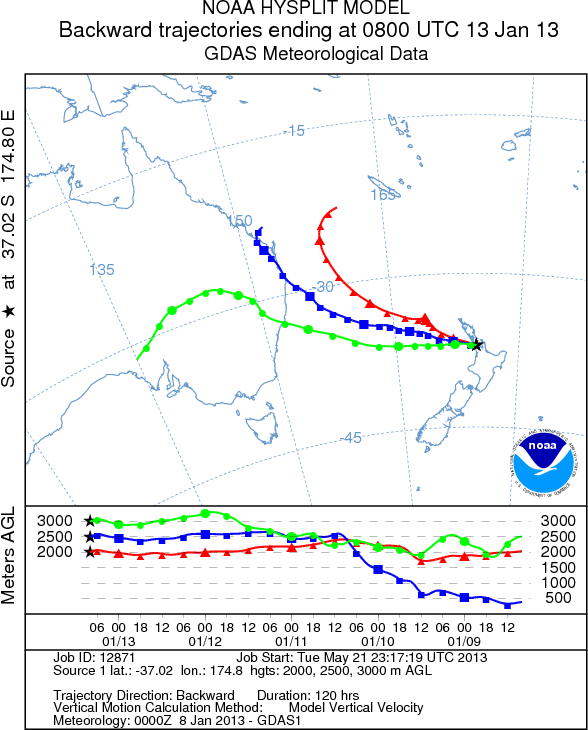 NOAA HYSPLIT MODEL
Backward trajectories ending at 0800 UTC 13 Jan 13
GDAS Meteorological Data
Source ★ at 37.02 S 174.80 E
-15
165
150
135
-30
-45
noaa
Meters AGL
3000 3000
2500 2500
2000 2000
1500
1000
500
06 00 18 12 06 00 18 12 06 00 18 12 06 00 18 12 06 00 18 12
01/13 01/12 01/11 01/10 01/09
Job ID: 12871 Job Start: Tue May 21 23:17:19 UTC 2013
Source 1 lat.: -37.02 lon.: 174.8 hgts: 2000, 2500, 3000 m AGL
Trajectory Direction: Backward Duration: 120 hrs
Vertical Motion Calculation Method: Model Vertical Velocity
Meteorology: 0000Z 8 Jan 2013 - GDAS1